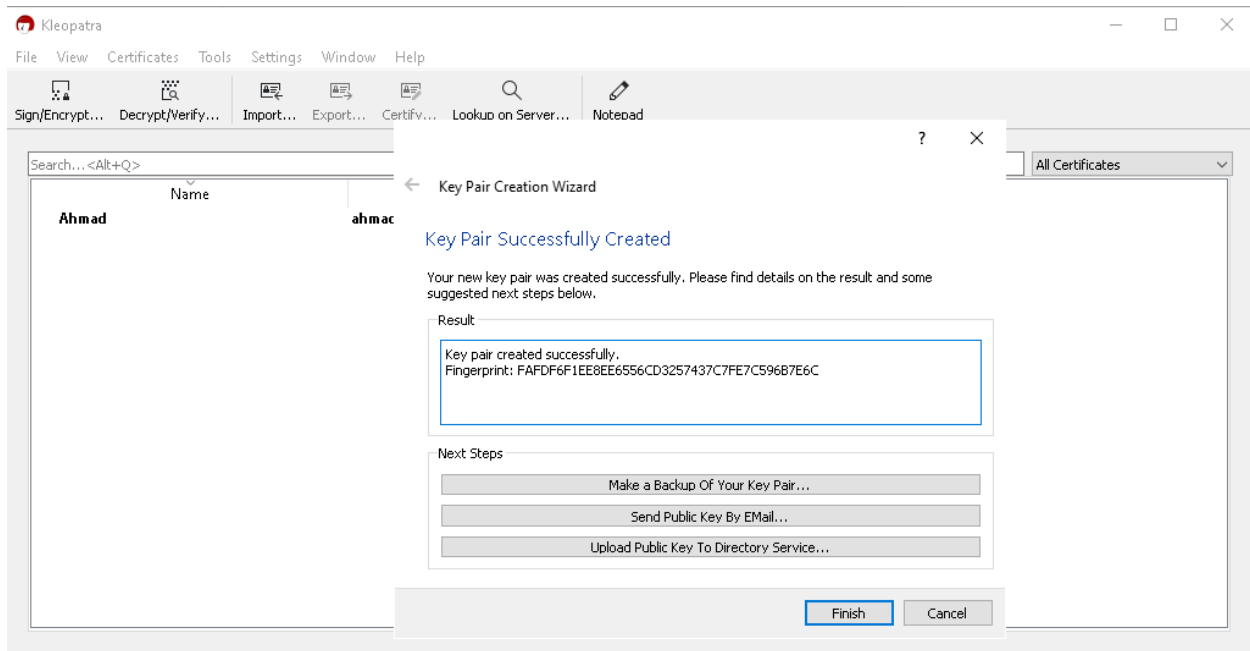 Kleopatra
File View Certificates Tools Settings Window Help
Sign/Encrypt... Decrypt/Verify... Import... Export... Certify... Lookup on Server... Notepad
Search...<Alt+Q>
All Certificates
Name
Ahmad ahmad
?
Key Pair Creation Wizard
Key Pair Successfully Created
Your new key pair was created successfully. Please find details on the result and some
suggested next steps below.
Result
Key pair created successfully.
Fingerprint: FAFDF6F1EE8EE6556CD3257437C7FE7C596B7E6C
Next Steps
Make a Backup Of Your Key Pair...
Send Public Key By EMail...
Upload Public Key To Directory Service...
Finish Cancel